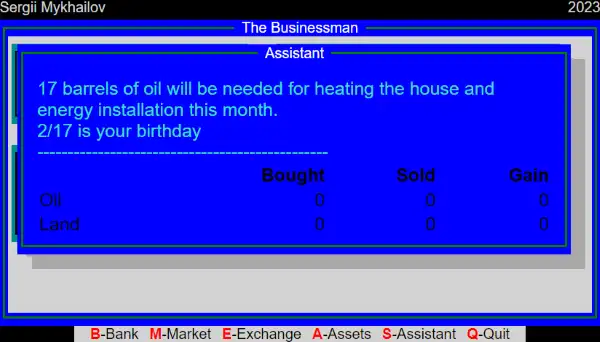 Sergii Mykhailov 2023
The Businessman
Assistant
17 barrels of oil will be needed for heating the house and
energy installation this month.
2/17 is your birthday
-------------------------------------------------
Bought Sold Gain
Oil 0 0 0
Land 0 0 0
B-Bank M-Market E-Exchange A-Assets S-Assistant Q-Quit